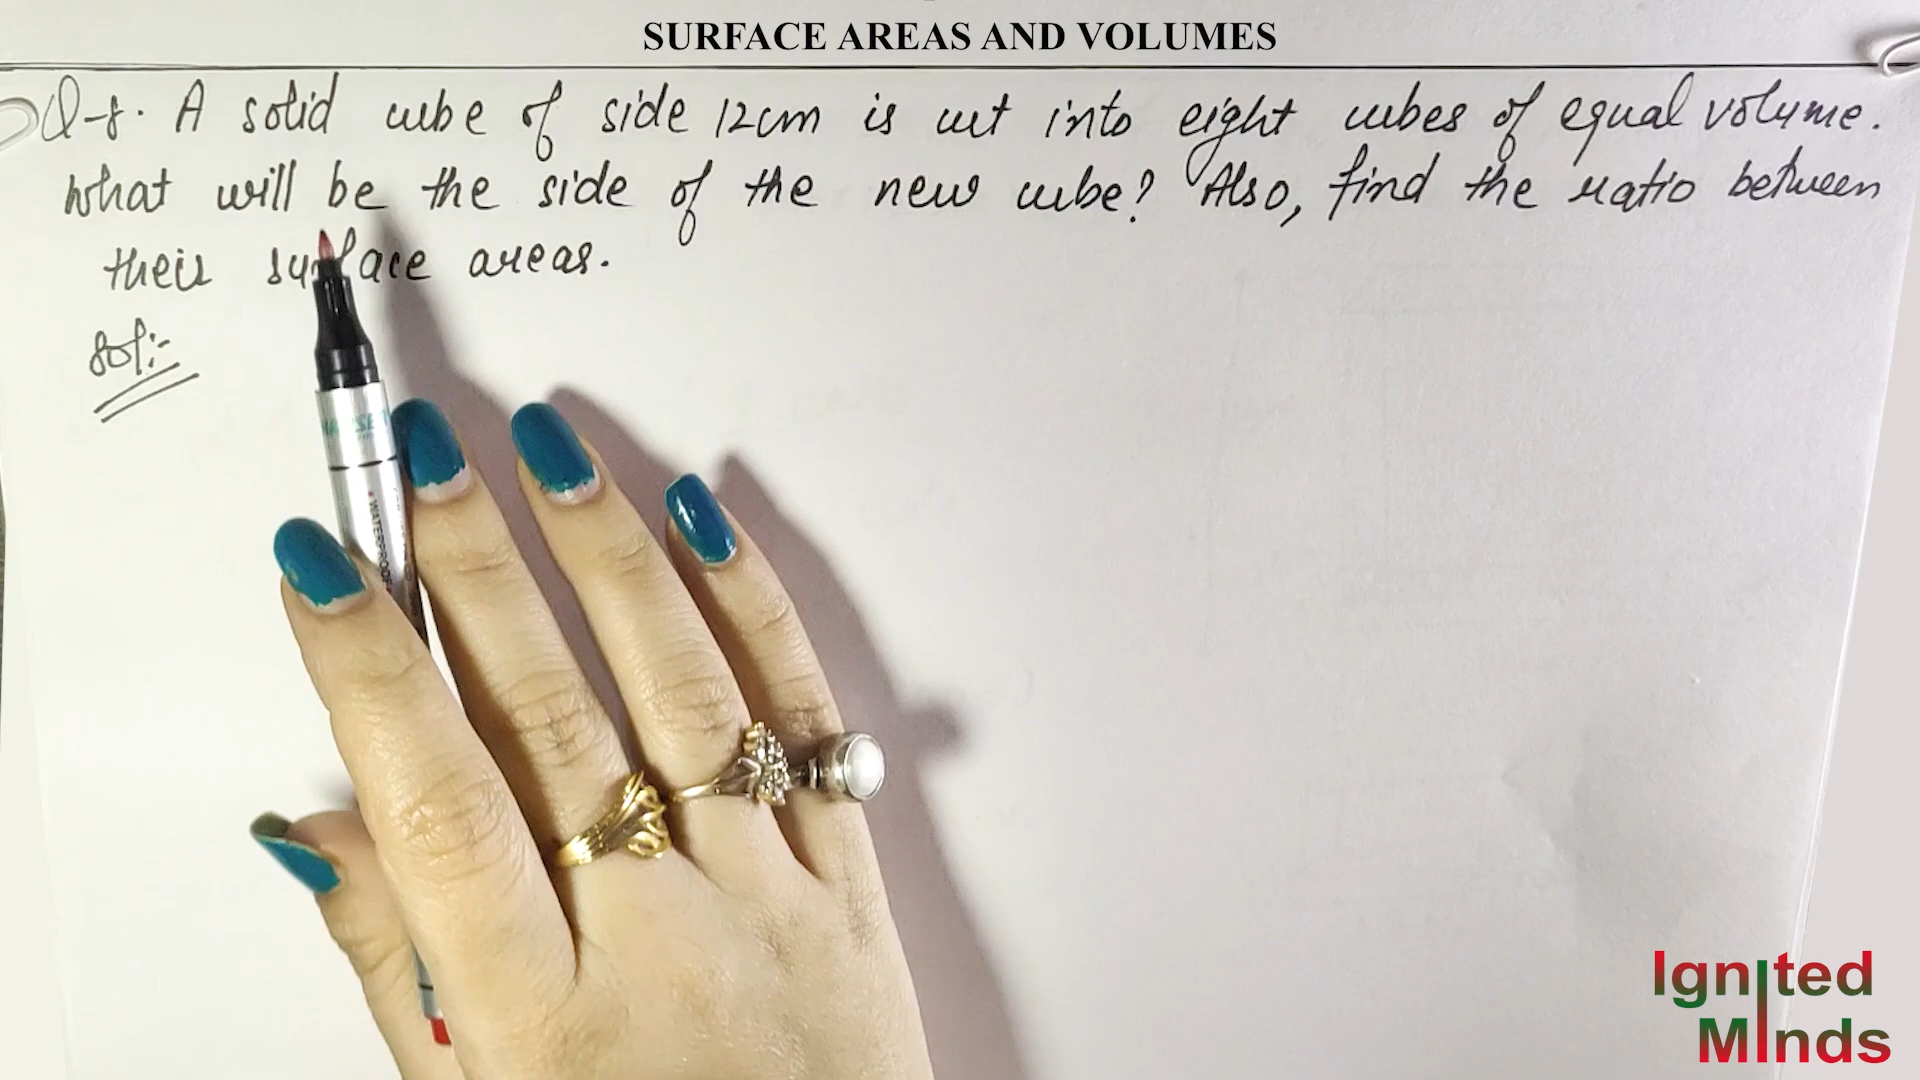 SURFACE AREAS AND VOLUMES
Q-8. A solid cube of side 12cm is cut into eight cubes of equal volume.
What will be the side of the new cube? Also, find the ratio between
their surface areas.
Sol:-
WATERPROOF
Ignited
Minds